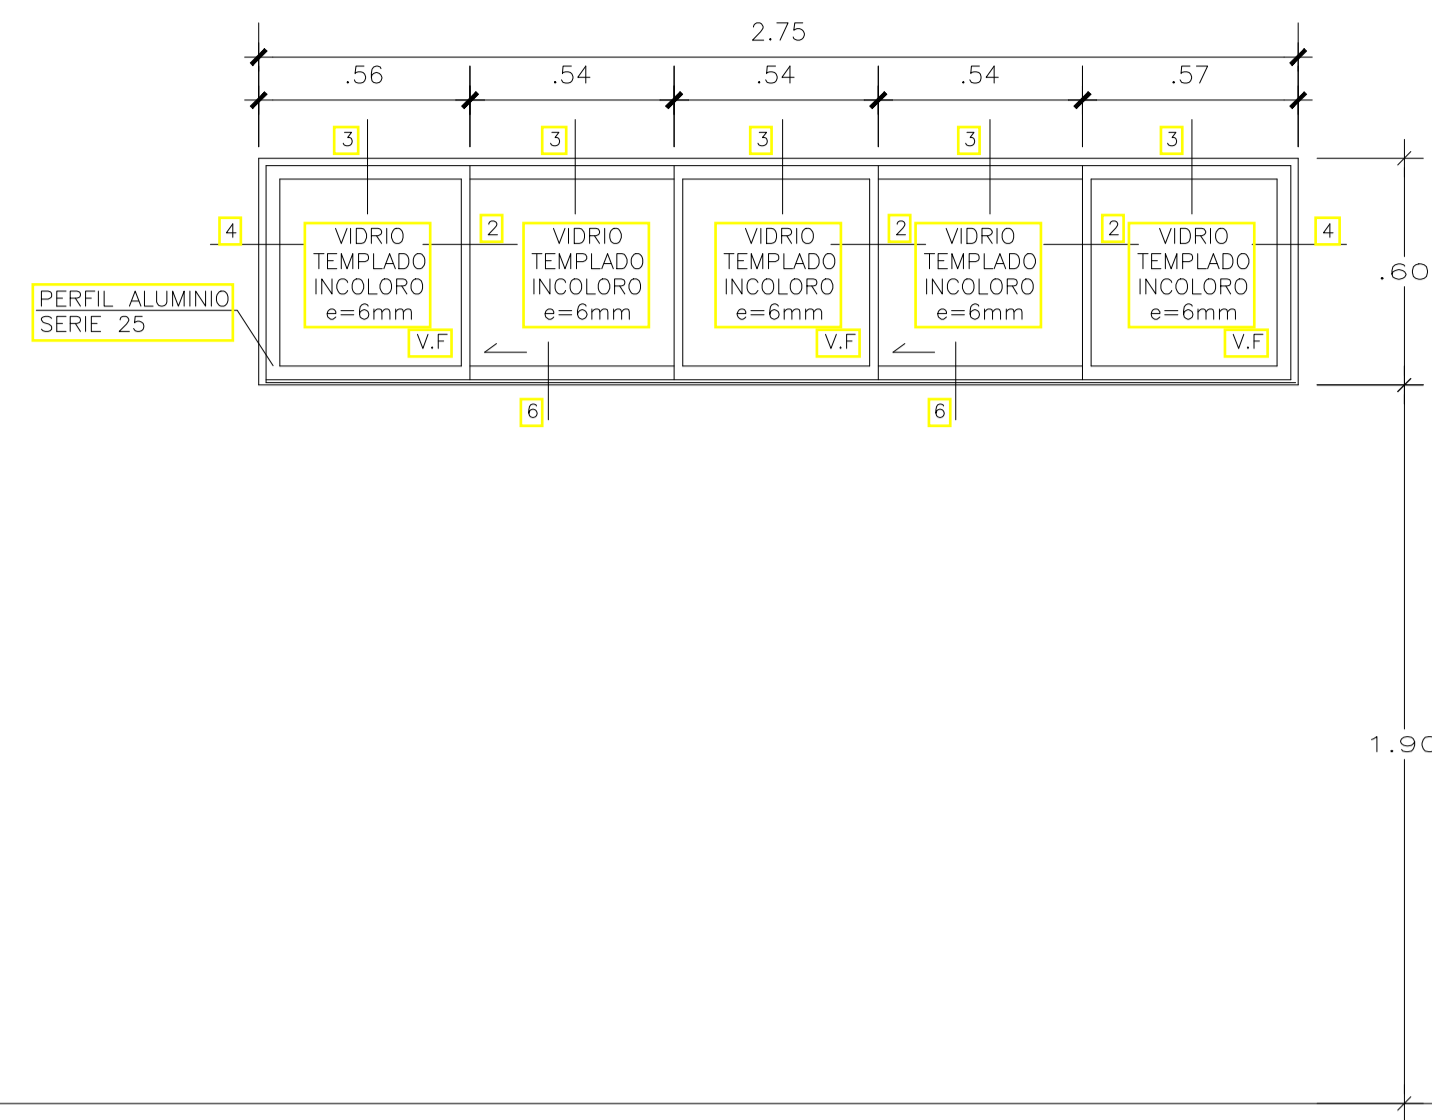 2.75
.56 .54 .54 .54 .57
3 3 3 3 3
4 2 2 2 4
VIDRIO VIDRIO VIDRIO VIDRIO VIDRIO
TEMPLADO TEMPLADO TEMPLADO TEMPLADO TEMPLADO
INCOLORO INCOLORO INCOLORO INCOLORO INCOLORO
e=6mm e=6mm e=6mm e=6mm e=6mm
.60
PERFIL ALUMINIO
SERIE 25
V.F V.F V.F
6 6
1.90